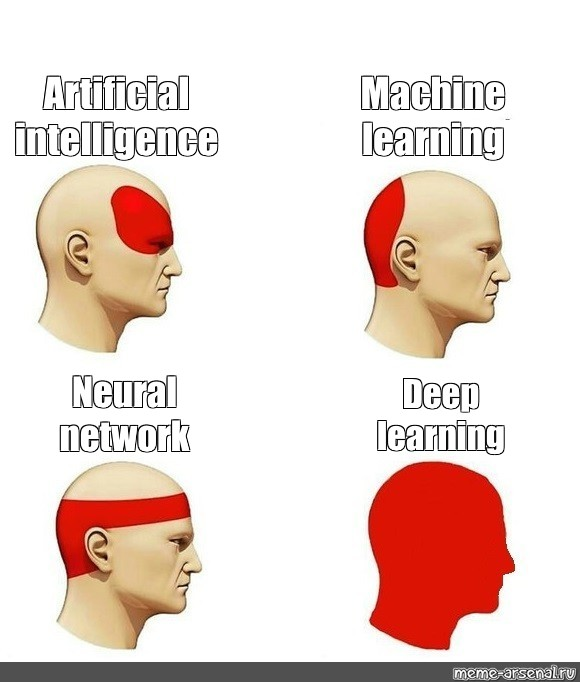 Artificial
intelligence
Machine
learning
Neural
network
Deep
learning
meme-arsenal.ru